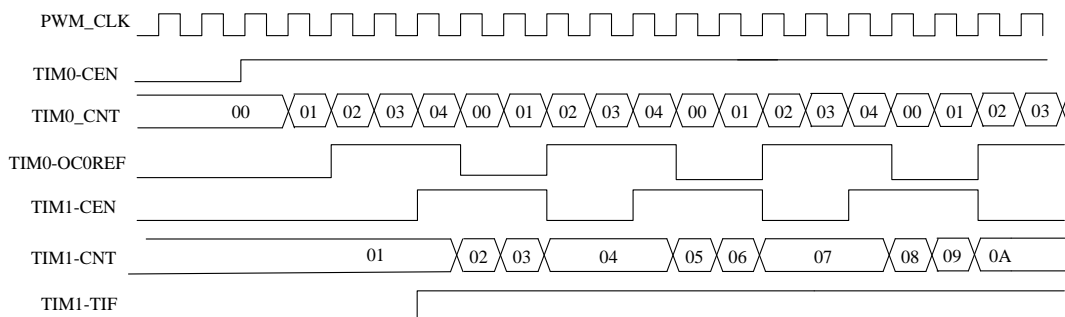 PWM_CLK
TIM0-CEN
TIM0_CNT 00 01 02 03 04 00 01 02 03 04 00 01 02 03 04 00 01 02 03
TIM0-OC0REF
TIM1-CEN
TIM1-CNT 01 02 03 04 05 06 07 08 09 0A
TIM1-TIF